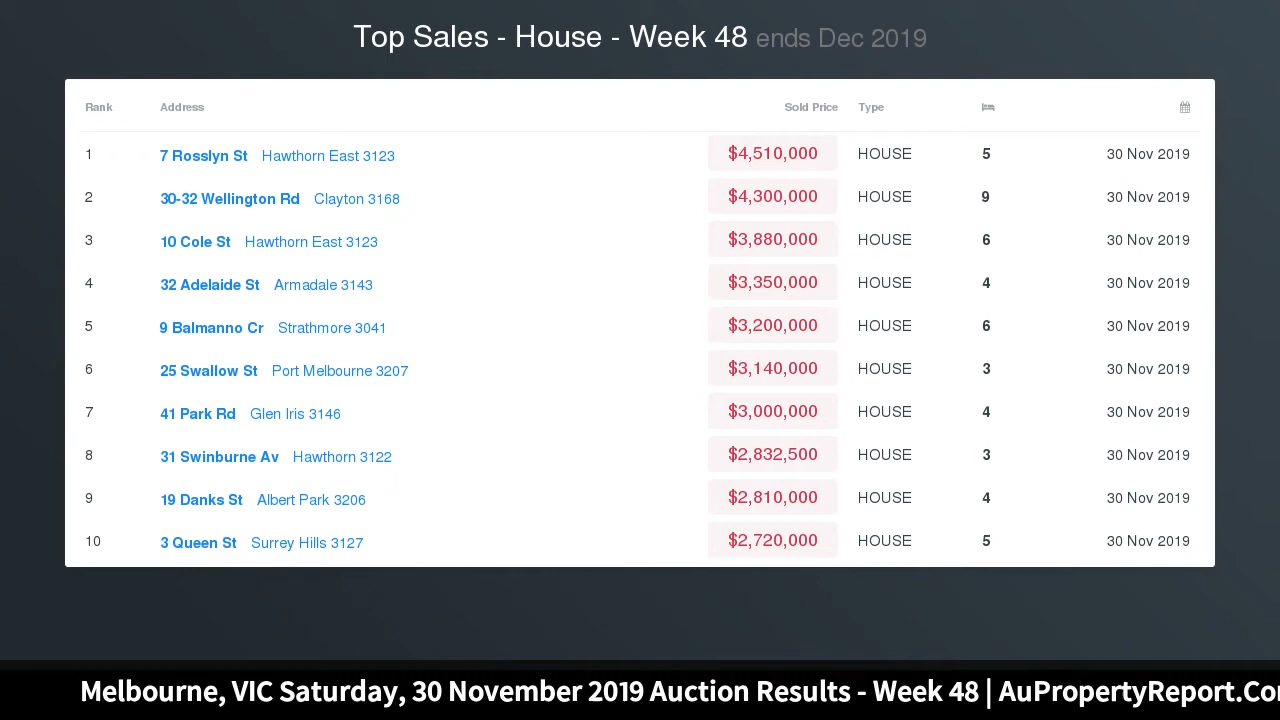 Top Sales - House - Week 48 ends Dec 2019
Rank Address Sold Price Type
1 7 Rosslyn St Hawthorn East 3123 $4,510,000 HOUSE 5 30 Nov 2019
2 30-32 Wellington Rd Clayton 3168 $4,300,000 HOUSE 9 30 Nov 2019
3 10 Cole St Hawthorn East 3123 $3,880,000 HOUSE 6 30 Nov 2019
4 32 Adelaide St Armadale 3143 $3,350,000 HOUSE 4 30 Nov 2019
5 9 Balmanno Cr Strathmore 3041 $3,200,000 HOUSE 6 30 Nov 2019
6 25 Swallow St Port Melbourne 3207 $3,140,000 HOUSE 3 30 Nov 2019
7 41 Park Rd Glen Iris 3146 $3,000,000 HOUSE 4 30 Nov 2019
8 31 Swinburne Av Hawthorn 3122 $2,832,500 HOUSE 3 30 Nov 2019
9 19 Danks St Albert Park 3206 $2,810,000 HOUSE 4 30 Nov 2019
10 3 Queen St Surrey Hills 3127 $2,720,000 HOUSE 5 30 Nov 2019
Melbourne, VIC Saturday, 30 November 2019 Auction Results - Week 48 | AuPropertyReport.Co